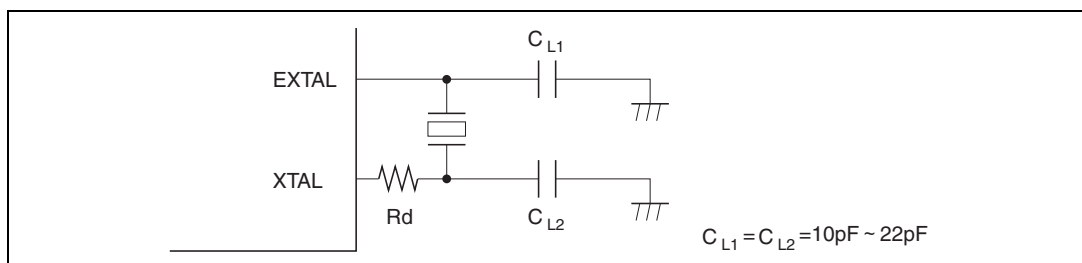 C L1
EXTAL
XTAL
Rd
C L2
C L1 = C L2 =10pF ~ 22pF